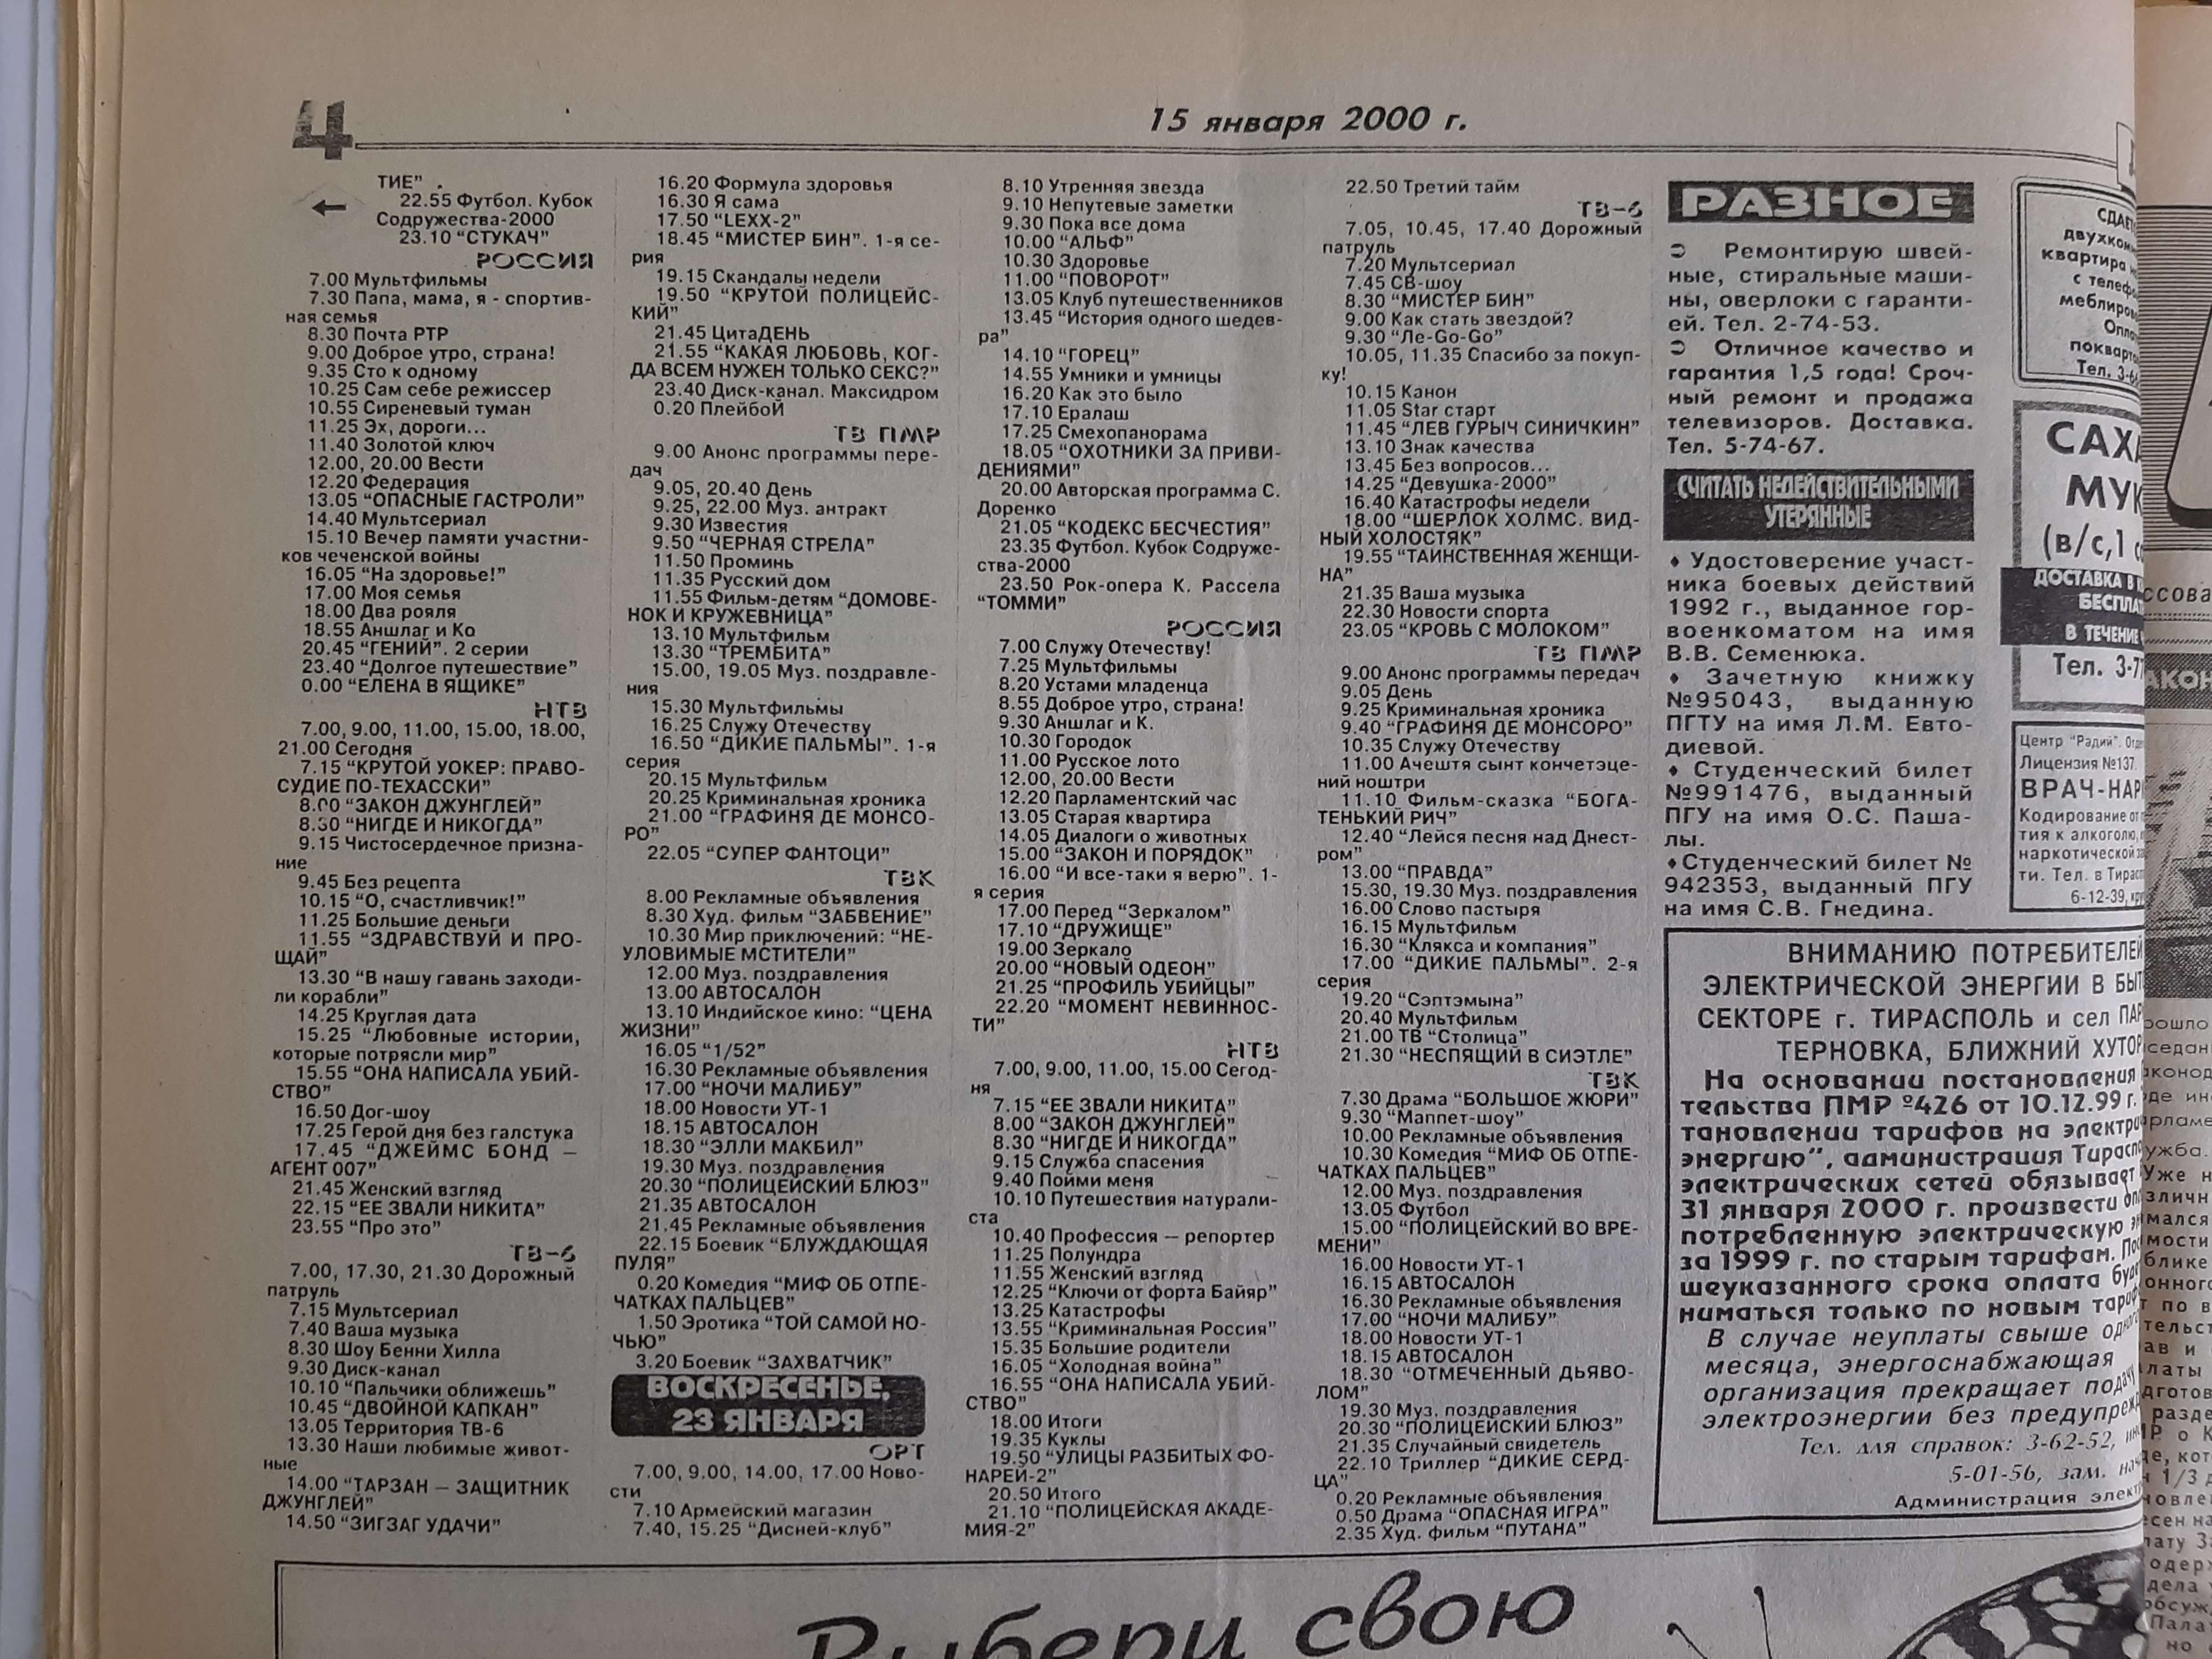 4
15 января 2000 г.
ТИЕ”
22.55 Футбол. Кубок
Содружества-2000
23.10 “СТУКАЧ”
РОССИЯ
7.00 Мультфильмы
7.30 Папа, мама, я - спортив-
ная семья
8.30 Почта РТР
9.00 Доброе утро, страна!
9.35 Сто к одному
10.25 Сам себе режиссер
10.55 Сиреневый туман
11.25 Эх, дороги...
11.40 Золотой ключ
12.00, 20.00 Вести
12.20 Федерация
13.05 “ОПАСНЫЕ ГАСТРОЛИ”
14.40 Мультсериал
15.10 Вечер памяти участни-
ков чеченской войны
16.05 “На здоровье!”
17.00 Моя семья
18.00 Два рояля
18.55 Аншлаг и Ко
20.45 “ГЕНИЙ”. 2 серии
23.40 “Долгое путешествие”
0.00 “ЕЛЕНА В ЯЩИКЕ”
НТВ
7.00, 9.00, 11.00, 15.00, 18.00,
21.00 Сегодня
7.15 “КРУТОЙ УОКЕР: ПРАВО-
СУДИЕ ПО-ТЕХАССКИ”
8.00 “ЗАКОН ДЖУНГЛЕЙ”
8.30 “НИГДЕ И НИКОГДА”
9.15 Чистосердечное призна-
ние
9.45 Без рецепта
10.15 “О, счастливчик!”
11.25 Большие деньги
11.55 “ЗДРАВСТВУЙ И ПРО-
ЩАЙ”
13.30 “В нашу гавань заходи-
ли корабли”
14.25 Круглая дата
15.25 “Любовные истории,
которые потрясли мир”
15.55 “ОНА НАПИСАЛА УБИЙ-
СТВО”
16.50 Дог-шоу
17.25 Герой дня без галстука
17.45 “ДЖЕЙМС БОНД –
АГЕНТ 007”
21.45 Женский взгляд
22.15 “ЕЕ ЗВАЛИ НИКИТА”
23.55 “Про это”
ТВ-6
7.00, 17.30, 21.30 Дорожный
патруль
7.15 Мультсериал
7.40 Ваша музыка
8.30 Шоу Бенни Хилла
9.30 Диск-канал
10.10 “Пальчики оближешь”
10.45 “ДВОЙНОЙ КАПКАН”
13.05 Территория ТВ-6
13.30 Наши любимые живот-
ные
14.00 “ТАРЗАН – ЗАЩИТНИК
ДЖУНГЛЕЙ”
14.50 “ЗИГЗАГ УДАЧИ”
16.20 Формула здоровья
16.30 Я сама
17.50 “LEXX-2”
18.45 “МИСТЕР БИН”. 1-я се-
рия
19.15 Скандалы недели
19.50 “КРУТОЙ ПОЛИЦЕЙС-
КИЙ”
21.45 ЦитаДЕНЬ
21.55 “КАКАЯ ЛЮБОВЬ, КОГ-
ДА ВСЕМ НУЖЕН ТОЛЬКО СЕКС?”
23.40 Диск-канал. Максидром
0.20 ПлейбоЙ
ТВ ПМР
9.00 Анонс программы пере-
дач
9.05, 20.40 День
9.25, 22.00 Муз. антракт
9.30 Известия
9.50 “ЧЕРНАЯ СТРЕЛА”
11.50 Проминь
11.35 Русский дом
11.55 Фильм-детям “ДОМОВЕ-
НОК И КРУЖЕВНИЦА”
13.10 Мультфильм
13.30 “ТРЕМБИТА”
15.00, 19.05 Муз. поздравле-
ния
15.30 Мультфильмы
16.25 Служу Отечеству
16.50 “ДИКИЕ ПАЛЬМЫ”. 1-я
серия
20.15 Мультфильм
20.25 Криминальная хроника
21.00 “ГРАФИНЯ ДЕ МОНСО-
РО”
22.05 “СУПЕР ФАНТОЦИ”
ТВК
8.00 Рекламные объявления
8.30 Худ. фильм “ЗАБВЕНИЕ”
10.30 Мир приключений: “НЕ-
УЛОВИМЫЕ МСТИТЕЛИ”
12.00 Муз. поздравления
13.00 АВТОСАЛОН
13.10 Индийское кино: “ЦЕНА
ЖИЗНИ”
16.05 “1/52”
16.30 Рекламные объявления
17.00 “НОЧИ МАЛИБУ”
18.00 Новости УТ-1
18.15 АВТОСАЛОН
18.30 “ЭЛЛИ МАКБИЛ”
19.30 Муз. поздравления
20.30 “ПОЛИЦЕЙСКИЙ БЛЮЗ”
21.35 АВТОСАЛОН
21.45 Рекламные объявления
22.15 Боевик “БЛУЖДАЮЩАЯ
ПУЛЯ”
0.20 Комедия “МИФ ОБ ОТПЕ-
ЧАТКАХ ПАЛЬЦЕВ”
1.50 Эротика “ТОЙ САМОЙ НО-
ЧЬЮ”
3.20 Боевик “ЗАХВАТЧИК”
ВОСКРЕСЕНЬЕ,
23 ЯНВАРЯ
ОРТ
7.00, 9.00, 14.00, 17.00 Ново-
сти
7.10 Армейский магазин
7.40, 15.25 “Дисней-клуб”
8.10 Утренняя звезда
9.10 Непутевые заметки
9.30 Пока все дома
10.00 “АЛЬФ”
10.30 Здоровье
11.00 “ПОВОРОТ”
13.05 Клуб путешественников
13.45 “История одного шедев-
ра”
14.10 “ГОРЕЦ”
14.55 Умники и умницы
16.20 Как это было
17.10 Ералаш
17.25 Смехопанорама
18.05 “ОХОТНИКИ ЗА ПРИВИ-
ДЕНИЯМИ”
20.00 Авторская программа С.
Доренко
21.05 “КОДЕКС БЕСЧЕСТИЯ”
23.35 Футбол. Кубок Содруже-
ства-2000
23.50 Рок-опера К. Рассела
“ТОММИ”
РОССИЯ
7.00 Служу Отечеству!
7.25 Мультфильмы
8.20 Устами младенца
8.55 Доброе утро, страна!
9.30 Аншлаг и К.
10.30 Городок
11.00 Русское лото
12.00, 20.00 Вести
12.20 Парламентский час
13.05 Старая квартира
14.05 Диалоги о животных
15.00 “ЗАКОН И ПОРЯДОК”
16.00 “И все-таки я верю”. 1-
я серия
17.00 Перед “Зеркалом”
17.10 “ДРУЖИЩЕ”
19.00 Зеркало
20.00 “НОВЫЙ ОДЕОН”
21.25 “ПРОФИЛЬ УБИЙЦЫ”
22.20 “МОМЕНТ НЕВИННОС-
ТИ”
НТВ
7.00, 9.00, 11.00, 15.00 Сегод-
ня
7.15 “ЕЕ ЗВАЛИ НИКИТА”
8.00 “ЗАКОН ДЖУНГЛЕЙ”
8.30 “НИГДЕ И НИКОГДА”
9.15 Служба спасения
9.40 Пойми меня
10.10 Путешествия натурали-
ста
10.40 Профессия – репортер
11.25 Полундра
11.55 Женский взгляд
12.25 “Ключи от форта Байяр”
13.25 Катастрофы
13.55 “Криминальная Россия”
15.35 Большие родители
16.05 “Холодная война”
16.55 “ОНА НАПИСАЛА УБИЙ-
СТВО”
18.00 Итоги
19.35 Куклы
19.50 “УЛИЦЫ РАЗБИТЫХ ФО-
НАРЕЙ-2”
20.50 Итого
21.10 “ПОЛИЦЕЙСКАЯ АКАДЕ-
МИЯ-2”
22.50 Третий тайм
ТВ-6
7.05, 10.45, 17.40 Дорожный
патруль
7.20 Мультсериал
7.45 СВ-шоу
8.30 “МИСТЕР БИН”
9.00 Как стать звездой?
9.30 “Ле-Go-Go”
10.05, 11.35 Спасибо за покуп-
ку!
10.15 Канон
11.05 Star старт
11.45 “ЛЕВ ГУРЫЧ СИНИЧКИН”
13.10 Знак качества
13.45 Без вопросов...
14.25 “Девушка-2000”
16.40 Катастрофы недели
18.00 “ШЕРЛОК ХОЛМС. ВИД-
НЫЙ ХОЛОСТЯК”
19.55 “ТАИНСТВЕННАЯ ЖЕНЩИ-
НА”
21.35 Ваша музыка
22.30 Новости спорта
23.05 “КРОВЬ С МОЛОКОМ”
ТВ ПМР
9.00 Анонс программы передач
9.05 День
9.25 Криминальная хроника
9.40 “ГРАФИНЯ ДЕ МОНСОРО”
10.35 Служу Отечеству
11.00 Ачештя сынт кончетэце-
ний ноштри
11.10 Фильм-сказка “БОГА-
ТЕНЬКИЙ РИЧ”
12.40 “Лейся песня над Днест-
ром”
13.00 “ПРАВДА”
15.30, 19.30 Муз. поздравления
16.00 Слово пастыря
16.15 Мультфильм
16.30 “Клякса и компания”
17.00 “ДИКИЕ ПАЛЬМЫ”. 2-я
серия
19.20 “Сэптэмына”
20.40 Мультфильм
21.00 ТВ “Столица”
21.30 “НЕСПЯЩИЙ В СИЭТЛЕ”
ТВК
7.30 Драма “БОЛЬШОЕ ЖЮРИ”
9.30 “Маппет-шоу”
10.00 Рекламные объявления
10.30 Комедия “МИФ ОБ ОТПЕ-
ЧАТКАХ ПАЛЬЦЕВ”
12.00 Муз. поздравления
13.05 Футбол
15.00 “ПОЛИЦЕЙСКИЙ ВО ВРЕ-
МЕНИ”
16.00 Новости УТ-1
16.15 АВТОСАЛОН
16.30 Рекламные объявления
17.00 “НОЧИ МАЛИБУ”
18.00 Новости УТ-1
18.15 АВТОСАЛОН
18.30 “ОТМЕЧЕННЫЙ ДЬЯВО-
ЛОМ”
19.30 Муз. поздравления
20.30 “ПОЛИЦЕЙСКИЙ БЛЮЗ”
21.35 Случайный свидетель
22.10 Триллер “ДИКИЕ СЕРД-
ЦА”
0.20 Рекламные объявления
0.50 Драма “ОПАСНАЯ ИГРА”
2.35 Худ. фильм “ПУТАНА”
РАЗНОЕ
Ремонтирую швей-
ные, стиральные маши-
ны, оверлоки с гаранти-
ей. Тел. 2-74-53.
Отличное качество и
гарантия 1,5 года! Сроч-
ный ремонт и продажа
телевизоров. Доставка.
Тел. 5-74-67.
СЧИТАТЬ НЕДЕЙСТВИТЕЛЬНЫМИ
УТЕРЯННЫЕ
♦ Удостоверение участ-
ника боевых действий
1992 г., выданное гор-
военкоматом на имя
В.В. Семенюка.
♦ Зачетную книжку
№95043, выданную
ПГТУ на имя Л.М. Евто-
диевой.
♦ Студенческий билет
№991476, выданный
ПГУ на имя О.С. Паша-
лы.
♦Студенческий билет №
942353, выданный ПГУ
на имя С.В. Гнедина.
ВНИМАНИЮ ПОТРЕБИТЕЛЕЙ
ЭЛЕКТРИЧЕСКОЙ ЭНЕРГИИ В БЫТ
СЕКТОРЕ г. ТИРАСПОЛЬ и сел ПАР
ТЕРНОВКА, БЛИЖНИЙ ХУТОР
На основании постановления
тельства ПМР №426 от 10.12.99 г.
тановлении тарифов на электри
энергию”, администрация Тирасп
электрических сетей обязывает
31 января 2000 г. произвести опл
потребленную электрическую э
за 1999 г. по старым тарифам. Пос
шеуказанного срока оплата буд
ниматься только по новым тариф
В случае неуплаты свыше одного
месяца, энергоснабжающая
организация прекращает подачу
электроэнергии без предупрежд
Тел. для справок: 3-62-52,
5-01-56, зам. нач
Администрация элект
СДАЕТ
двухком
квартира
с телеф
меблиро
Опл
покварт
Тел. 3-6
САХ
МУК
(в/с,1 с
ДОСТАВКА В
БЕСПЛАТ
В ТЕЧЕНИЕ
Тел. 3-7
Центр “Радий”.
Лицензия №137.
ВРАЧ-НАР
Кодирование от
тия к алкоголю,
наркотической за
ти. Тел. в Тирасп
6-12-39,
Выбери свою